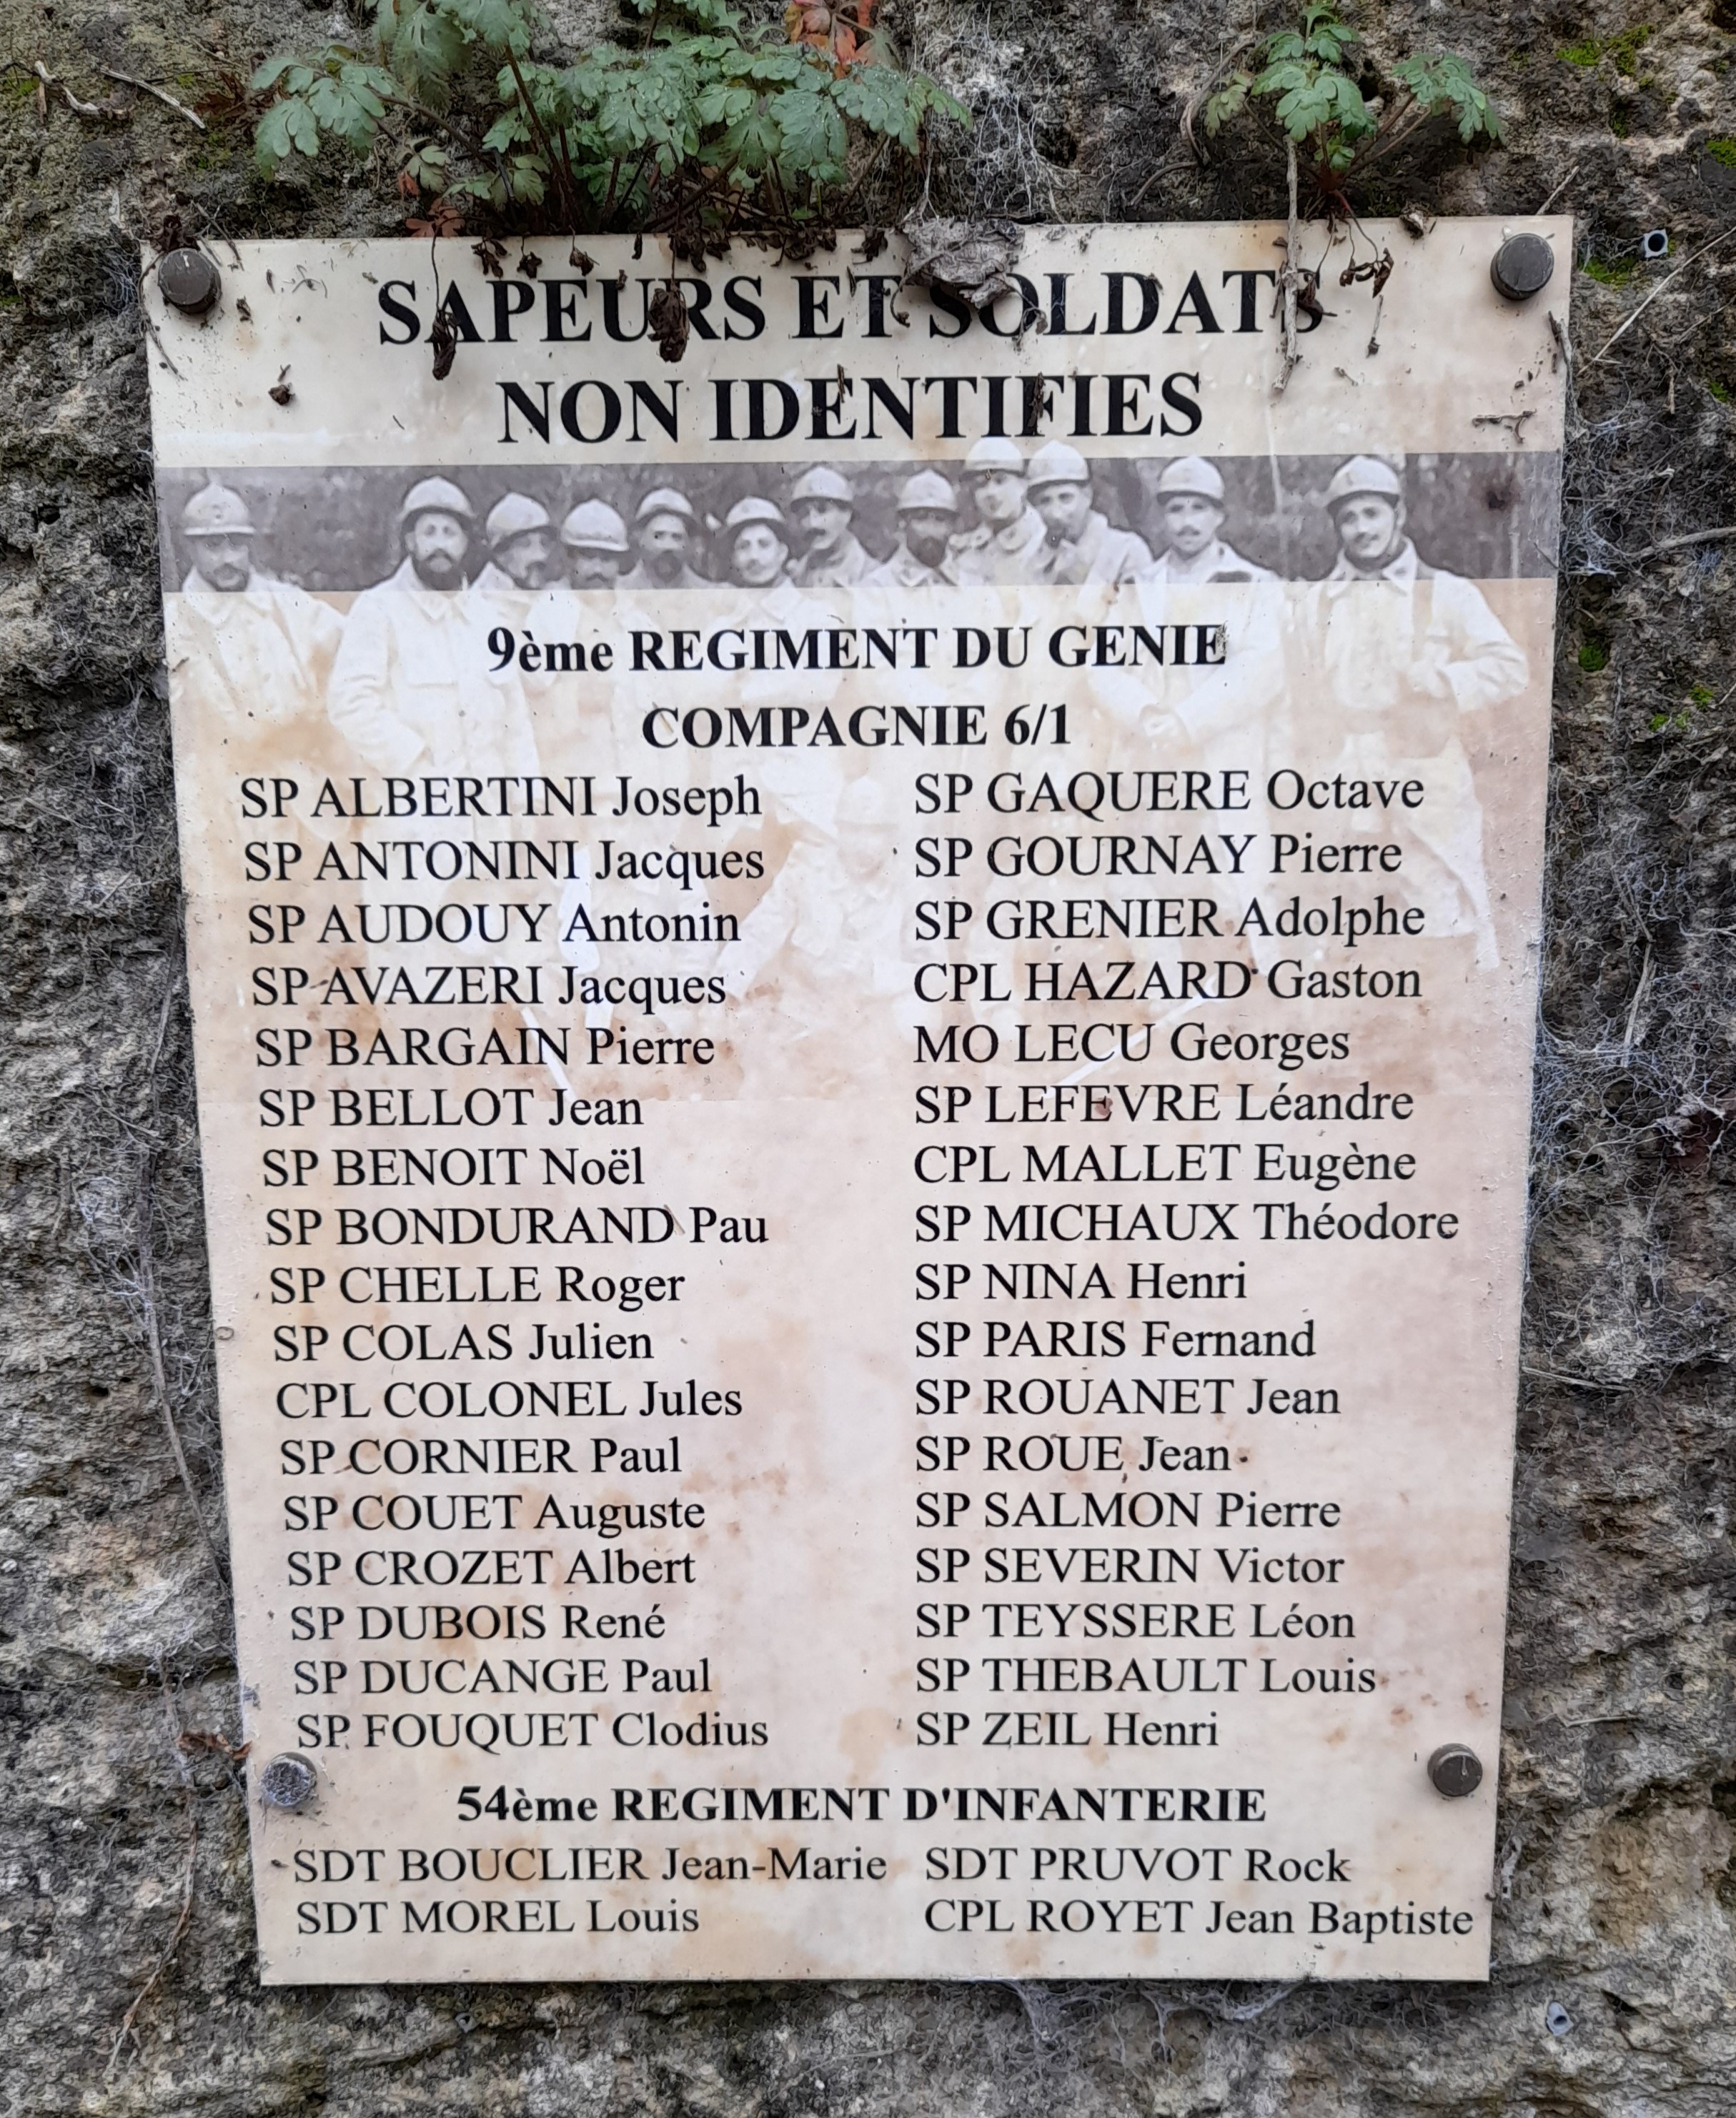 SAPEURS ET SOLDATS
NON IDENTIFIES
9ème REGIMENT DU GENIE
COMPAGNIE 6/1
SP ALBERTINI Joseph
SP ANTONINI Jacques
SP AUDOUY Antonin
SP AVAZERI Jacques
SP BARGAIN Pierre
SP BELLOT Jean
SP BENOIT Noël
SP BONDURAND Pau
SP CHELLE Roger
SP COLAS Julien
CPL COLONEL Jules
SP CORNIER Paul
SP COUET Auguste
SP CROZET Albert
SP DUBOIS René
SP DUCANGE Paul
SP FOUQUET Clodius
SP GAQUERE Octave
SP GOURNAY Pierre
SP GRENIER Adolphe
CPL HAZARD Gaston
MO LECU Georges
SP LEFEVRE Léandre
CPL MALLET Eugène
SP MICHAUX Théodore
SP NINA Henri
SP PARIS Fernand
SP ROUANET Jean
SP ROUE Jean
SP SALMON Pierre
SP SEVERIN Victor
SP TEYSSERE Léon
SP THEBAULT Louis
SP ZEIL Henri
54ème REGIMENT D'INFANTERIE
SDT BOUCLIER Jean-Marie
SDT MOREL Louis
SDT PRUVOT Rock
CPL ROYET Jean Baptiste